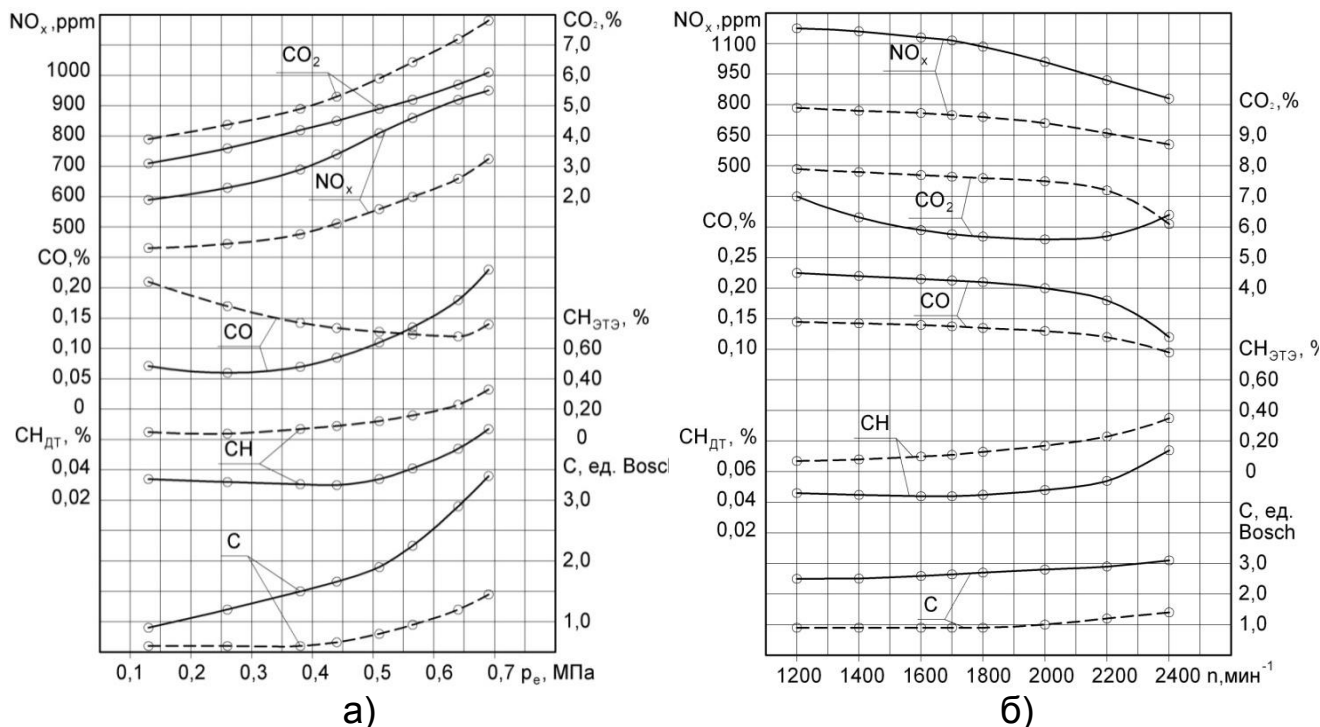 NOₓ,ppm
1000
900
800
700
600
500
CO,%
0,20
0,15
0,10
0,05
0
CH_ДТ, %
0,04
0,02
CO₂,%
7,0
6,0
5,0
4,0
3,0
2,0
CH_ЭТЭ, %
0,60
0,40
0,20
0
C, ед. Bosch
3,0
2,0
1,0
CO₂
NOₓ
CO
CH
C
0,1 0,2 0,3 0,4 0,5 0,6 0,7 pₑ, МПа
а)
NOₓ,ppm
1100
950
800
650
500
CO,%
0,25
0,20
0,15
0,10
CH_ДТ, %
0,06
0,04
0,02
CO₂,%
9,0
8,0
7,0
6,0
5,0
4,0
CH_ЭТЭ, %
0,60
0,40
0,20
0
C, ед.
Bosch
3,0
2,0
1,0
NOₓ
CO₂
CO
CH
C
1200 1400 1600 1800 2000 2200 2400 n,мин⁻¹
б)